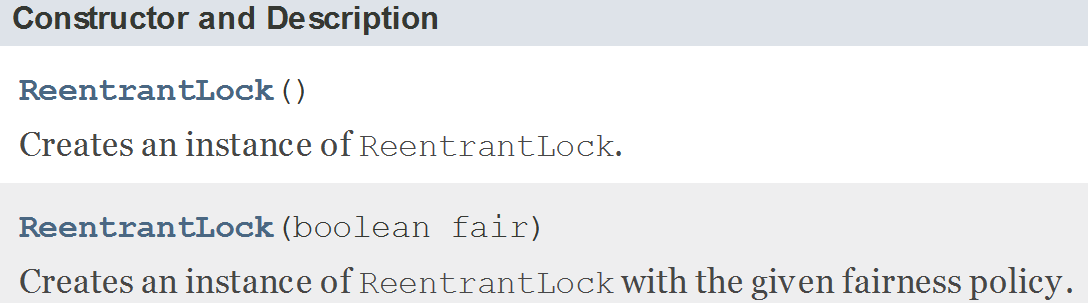 Constructor and Description
ReentrantLock()
Creates an instance of ReentrantLock.
ReentrantLock(boolean fair)
Creates an instance of ReentrantLock with the given fairness policy.